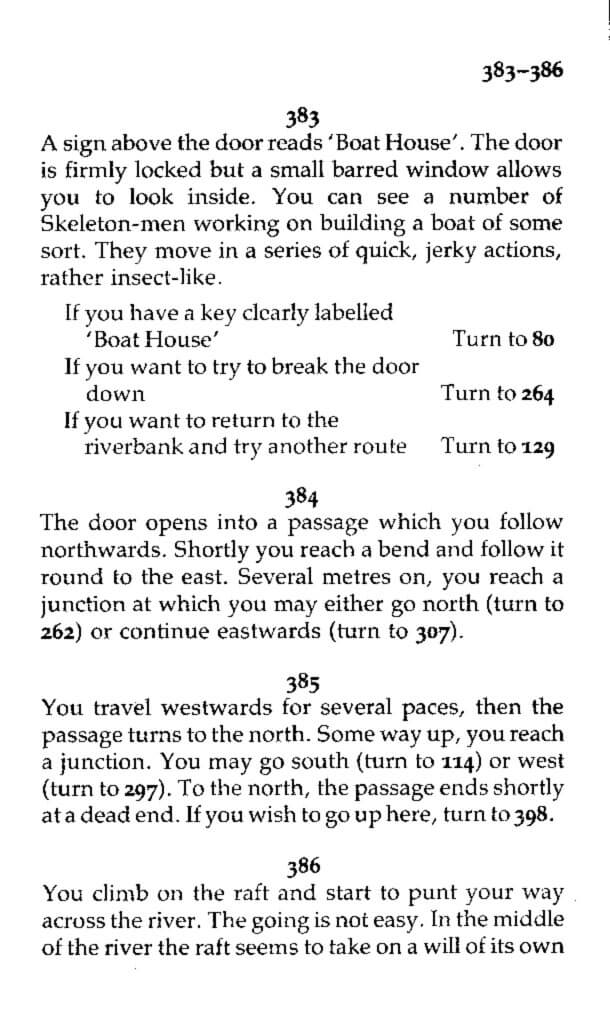 383–386
383
A sign above the door reads ‘Boat House’. The door
is firmly locked but a small barred window allows
you to look inside. You can see a number of
Skeleton-men working on building a boat of some
sort. They move in a series of quick, jerky actions,
rather insect-like.
If you have a key clearly labelled
‘Boat House’ Turn to 80
If you want to try to break the door
down Turn to 264
If you want to return to the
riverbank and try another route Turn to 129
384
The door opens into a passage which you follow
northwards. Shortly you reach a bend and follow it
round to the east. Several metres on, you reach a
junction at which you may either go north (turn to
262) or continue eastwards (turn to 307).
385
You travel westwards for several paces, then the
passage turns to the north. Some way up, you reach
a junction. You may go south (turn to 114) or west
(turn to 297). To the north, the passage ends shortly
at a dead end. If you wish to go up here, turn to 398.
386
You climb on the raft and start to punt your way
across the river. The going is not easy. In the middle
of the river the raft seems to take on a will of its own